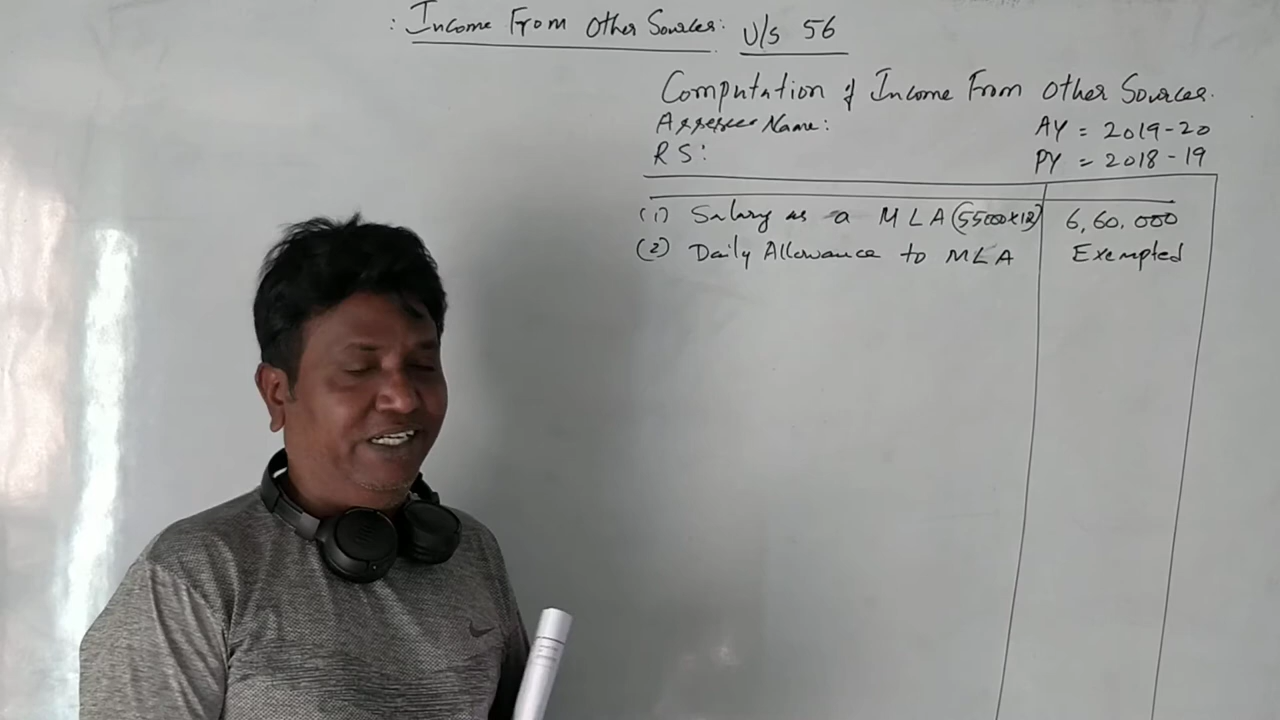 : Income From Other Sources: U/s 56
Computation of Income From Other Sources.
Assessee Name:
AY = 2019-20
RS:
PY = 2018-19
(1) Salary as a MLA (55000x12) 6,60,000
(2) Daily Allowance to MLA Exempted